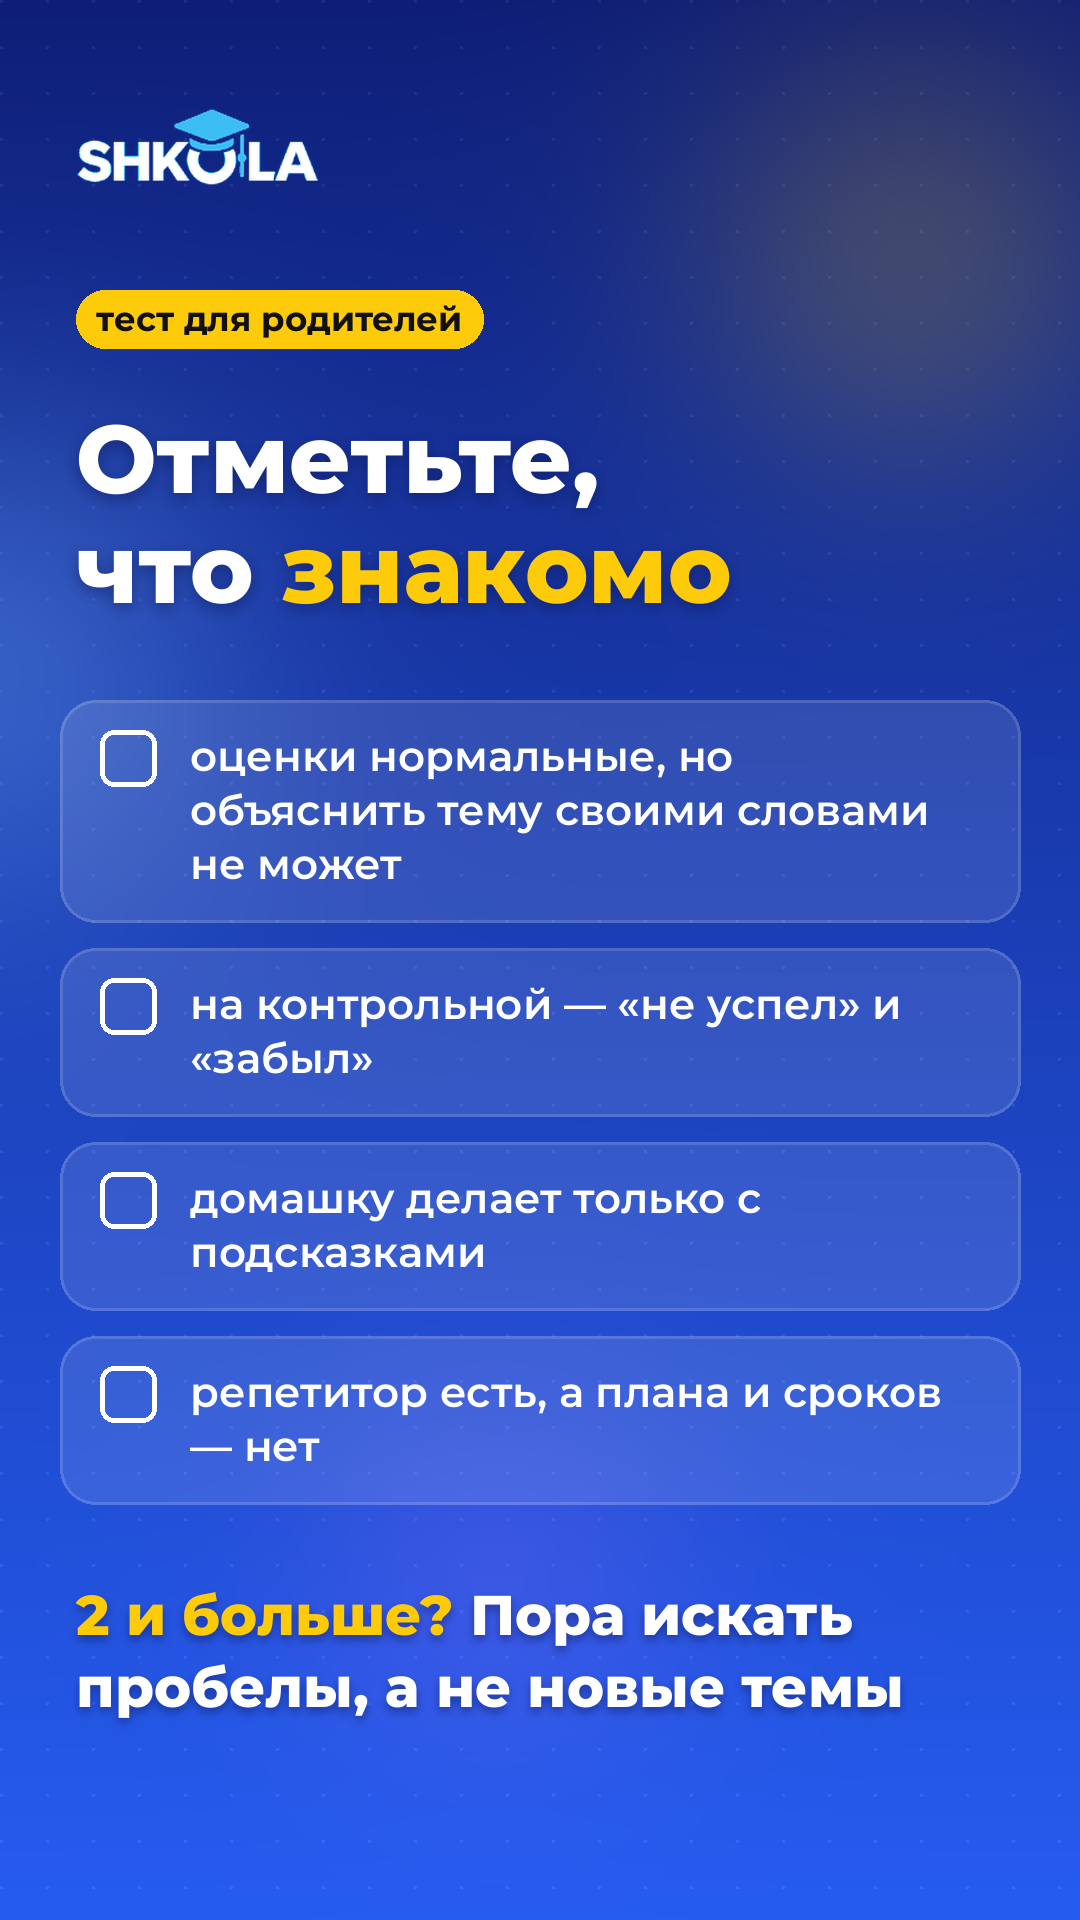 SHKOLA
тест для родителей
Отметьте,
что знакомо
оценки нормальные, но
объяснить тему своими словами
не может
на контрольной — «не успел» и
«забыл»
домашку делает только с
подсказками
репетитор есть, а плана и сроков
— нет
2 и больше? Пора искать
пробелы, а не новые темы